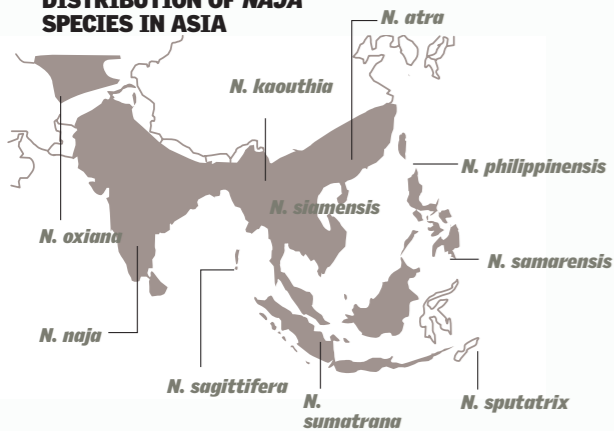 DISTRIBUTION OF NAJA
SPECIES IN ASIA
N. atra
N. kaouthia
N. philippinensis
N. siamensis
N. oxiana
N. samarensis
N. naja
N. sagittifera
N.
sumatrana
N. sputatrix